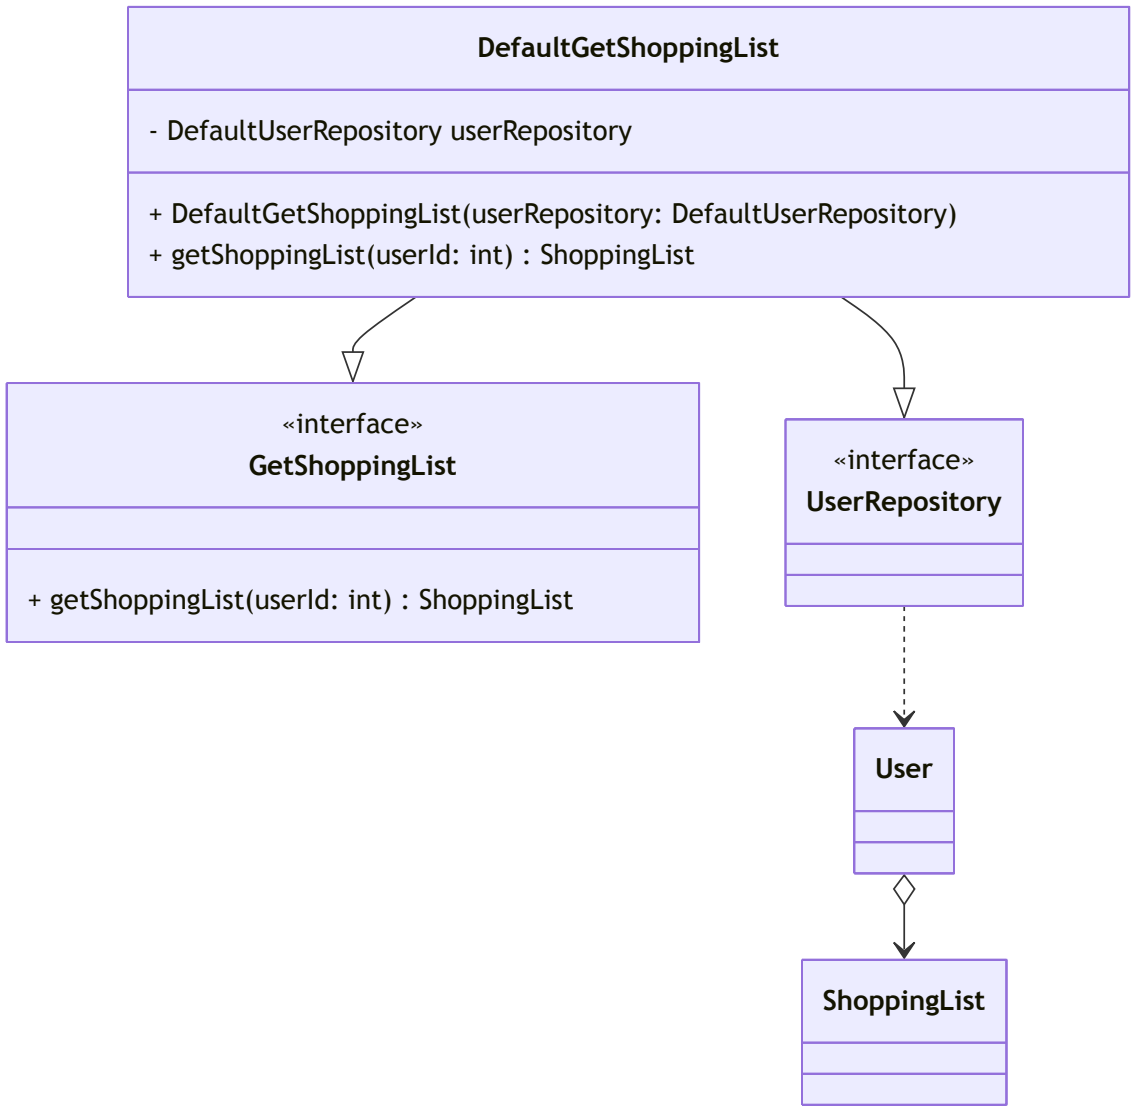 DefaultGetShoppingList
- DefaultUserRepository userRepository
+ DefaultGetShoppingList(userRepository: DefaultUserRepository)
+ getShoppingList(userId: int) : ShoppingList
«interface»
GetShoppingList
+ getShoppingList(userId: int) : ShoppingList
«interface»
UserRepository
User
ShoppingList